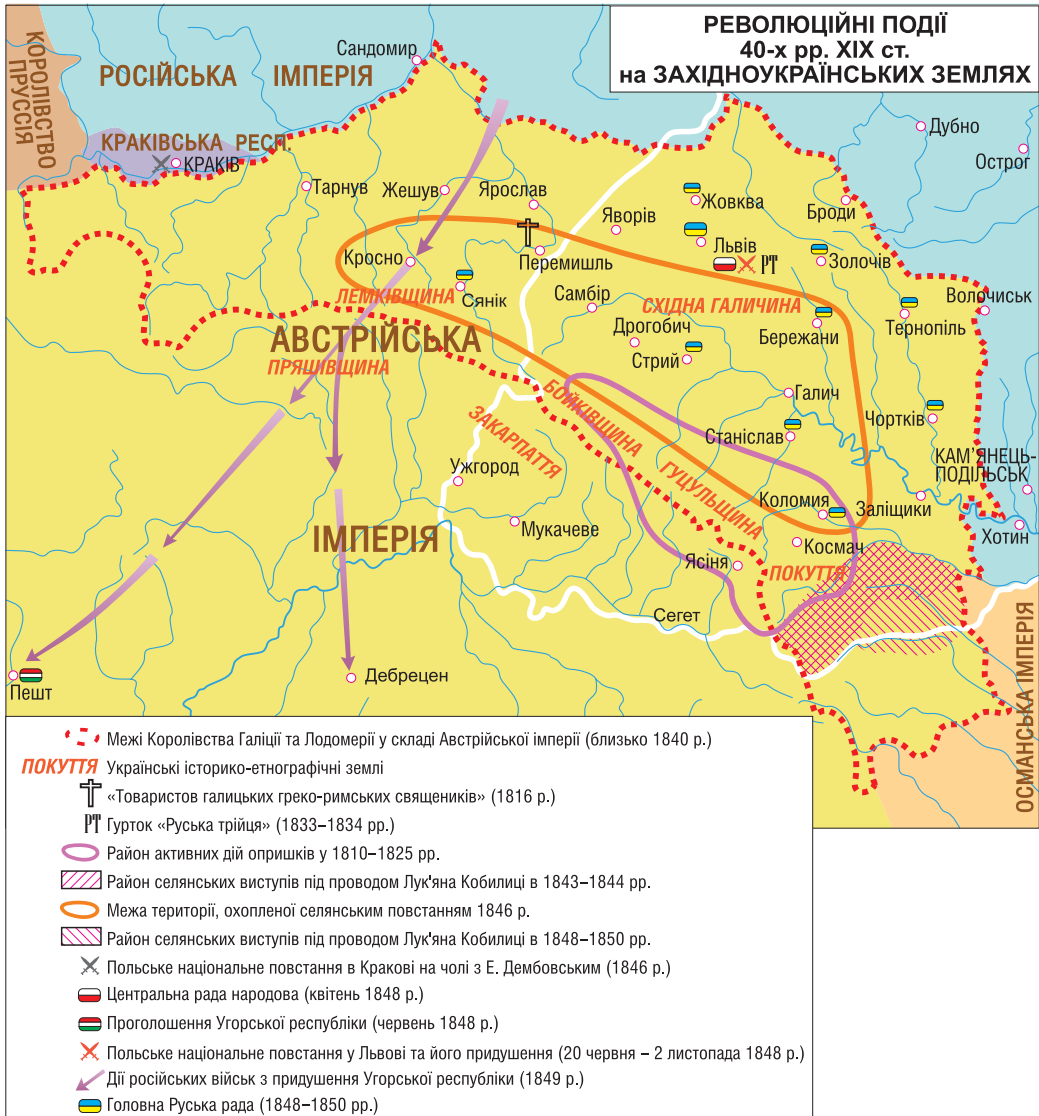 РЕВОЛЮЦІЙНІ ПОДІЇ
40-х рр. XIX ст.
на ЗАХІДНОУКРАЇНСЬКИХ ЗЕМЛЯХ
КОРОЛІВСТВО
ПРУССІЯ
РОСІЙСЬКА ІМПЕРІЯ
Сандомир
Дубно
Острог
КРАКІВСЬКА РЕСП.
КРАКІВ
Тарнув
Жешув
Ярослав
Яворів
Жовква
Броди
Львів
РТ
Золочів
Кросно
Перемишль
ЛЕМКІВЩИНА
Сянік
Самбір
СХІДНА ГАЛИЧИНА
Волочиськ
Тернопіль
Бережани
АВСТРІЙСЬКА
Дрогобич
Стрий
ПРЯШІВЩИНА
БОЙКІВЩИНА
Галич
ЗАКАРПАТТЯ
Станіслав
Чортків
Ужгород
ГУЦУЛЬЩИНА
КАМ’ЯНЕЦЬ-
ПОДІЛЬСЬК
Коломия
Заліщики
Мукачеве
ІМПЕРІЯ
Хотин
Космач
Ясіня
ПОКУТТЯ
Сегет
Дебрецен
Пешт
ОСМАНСЬКА ІМПЕРІЯ
Межі Королівства Галіції та Лодомерії у складі Австрійської імперії (близько 1840 р.)
ПОКУТТЯ Українські історико-етнографічні землі
«Товаристов галицьких греко-римських священиків» (1816 р.)
РТ Гурток «Руська трійця» (1833–1834 рр.)
Район активних дій опришків у 1810–1825 рр.
Район селянських виступів під проводом Лук'яна Кобилиці в 1843–1844 рр.
Межа території, охопленої селянським повстанням 1846 р.
Район селянських виступів під проводом Лук'яна Кобилиці в 1848–1850 рр.
Польське національне повстання в Кракові на чолі з Е. Дембовським (1846 р.)
Центральна рада народова (квітень 1848 р.)
Проголошення Угорської республіки (червень 1848 р.)
Польське національне повстання у Львові та його придушення (20 червня – 2 листопада 1848 р.)
Дії російських військ з придушення Угорської республіки (1849 р.)
Головна Руська рада (1848–1850 рр.)